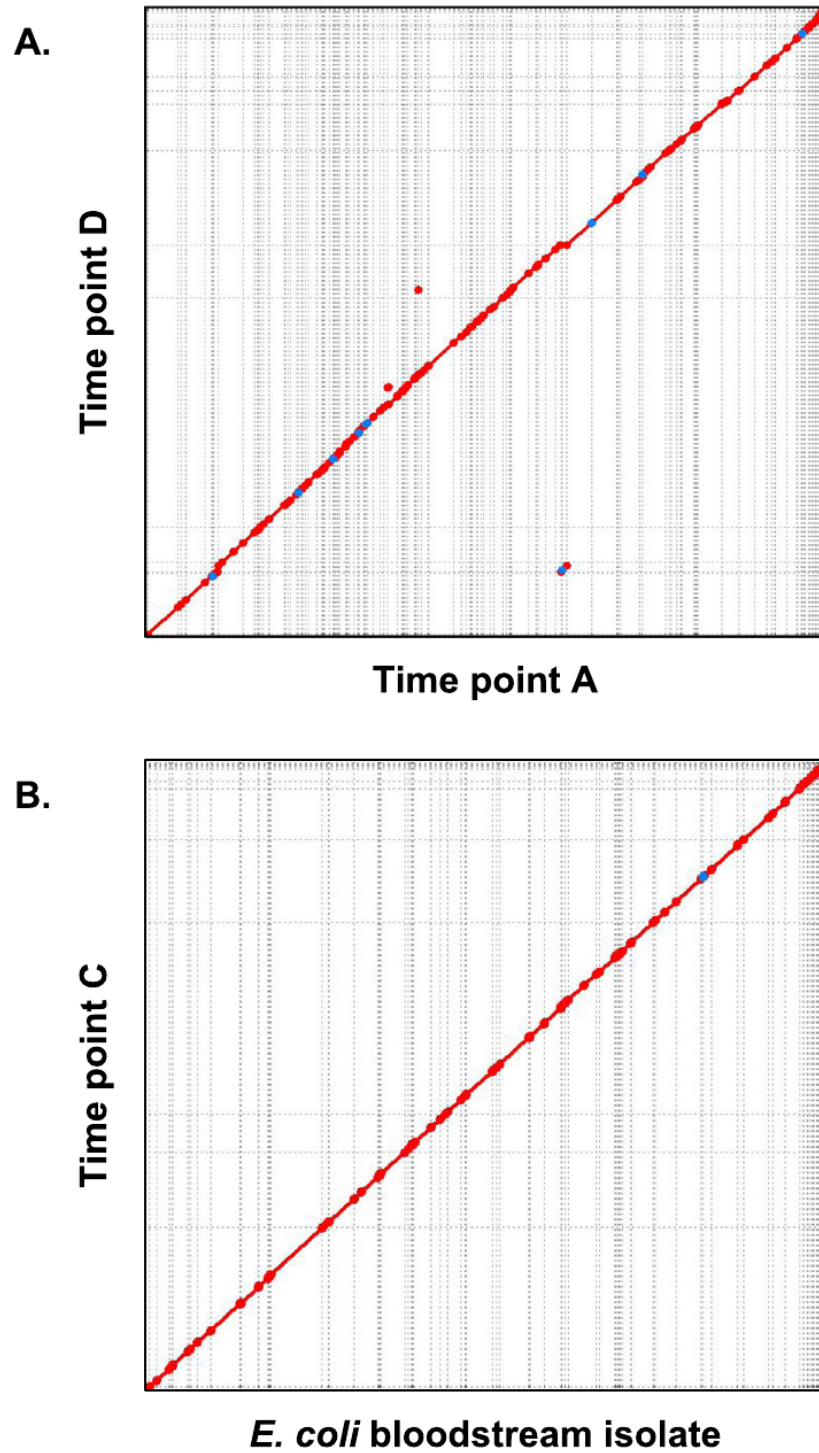 A.
Time point D
Time point A
B.
Time point C
E. coli bloodstream isolate